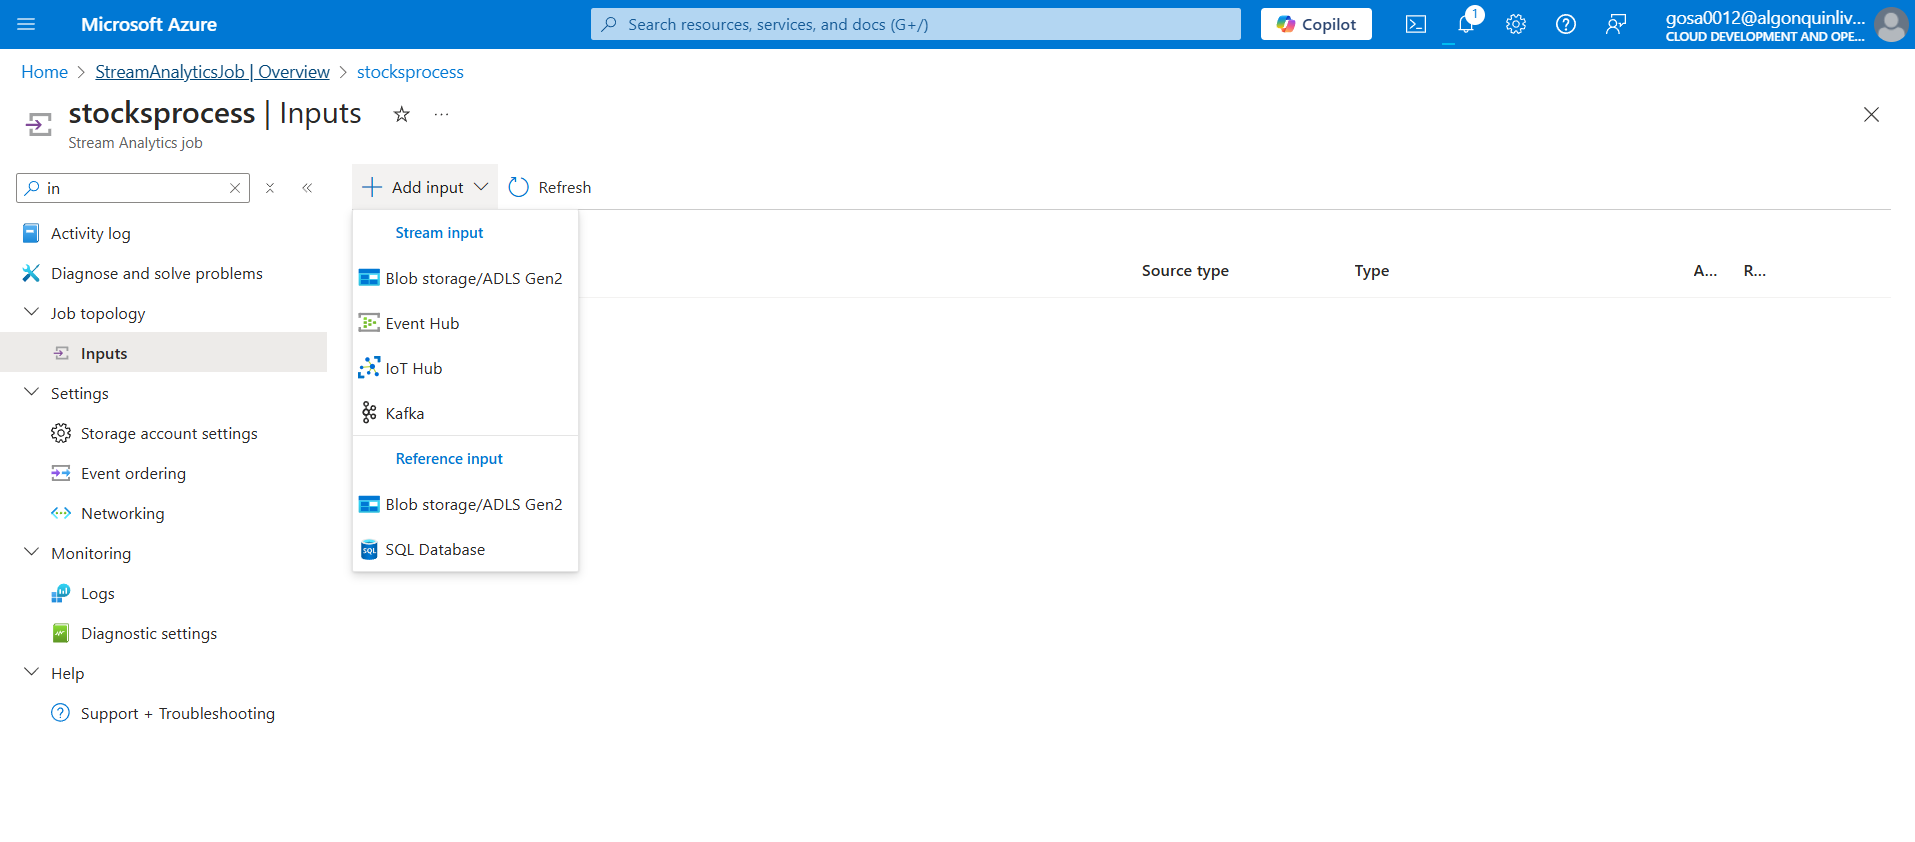 Microsoft Azure
Search resources, services, and docs (G+/)
Copilot
1
gosa0012@algonquinliv...
CLOUD DEVELOPMENT AND OPE...
Home > StreamAnalyticsJob | Overview > stocksprocess
stocksprocess | Inputs
...
Stream Analytics job
in
Add input
Refresh
Activity log
Diagnose and solve problems
Job topology
Inputs
Settings
Storage account settings
Event ordering
Networking
Monitoring
Logs
Diagnostic settings
Help
Support + Troubleshooting
Stream input
Blob storage/ADLS Gen2
Event Hub
IoT Hub
Kafka
Reference input
Blob storage/ADLS Gen2
SQL
SQL Database
Source type
Type
A...
R...